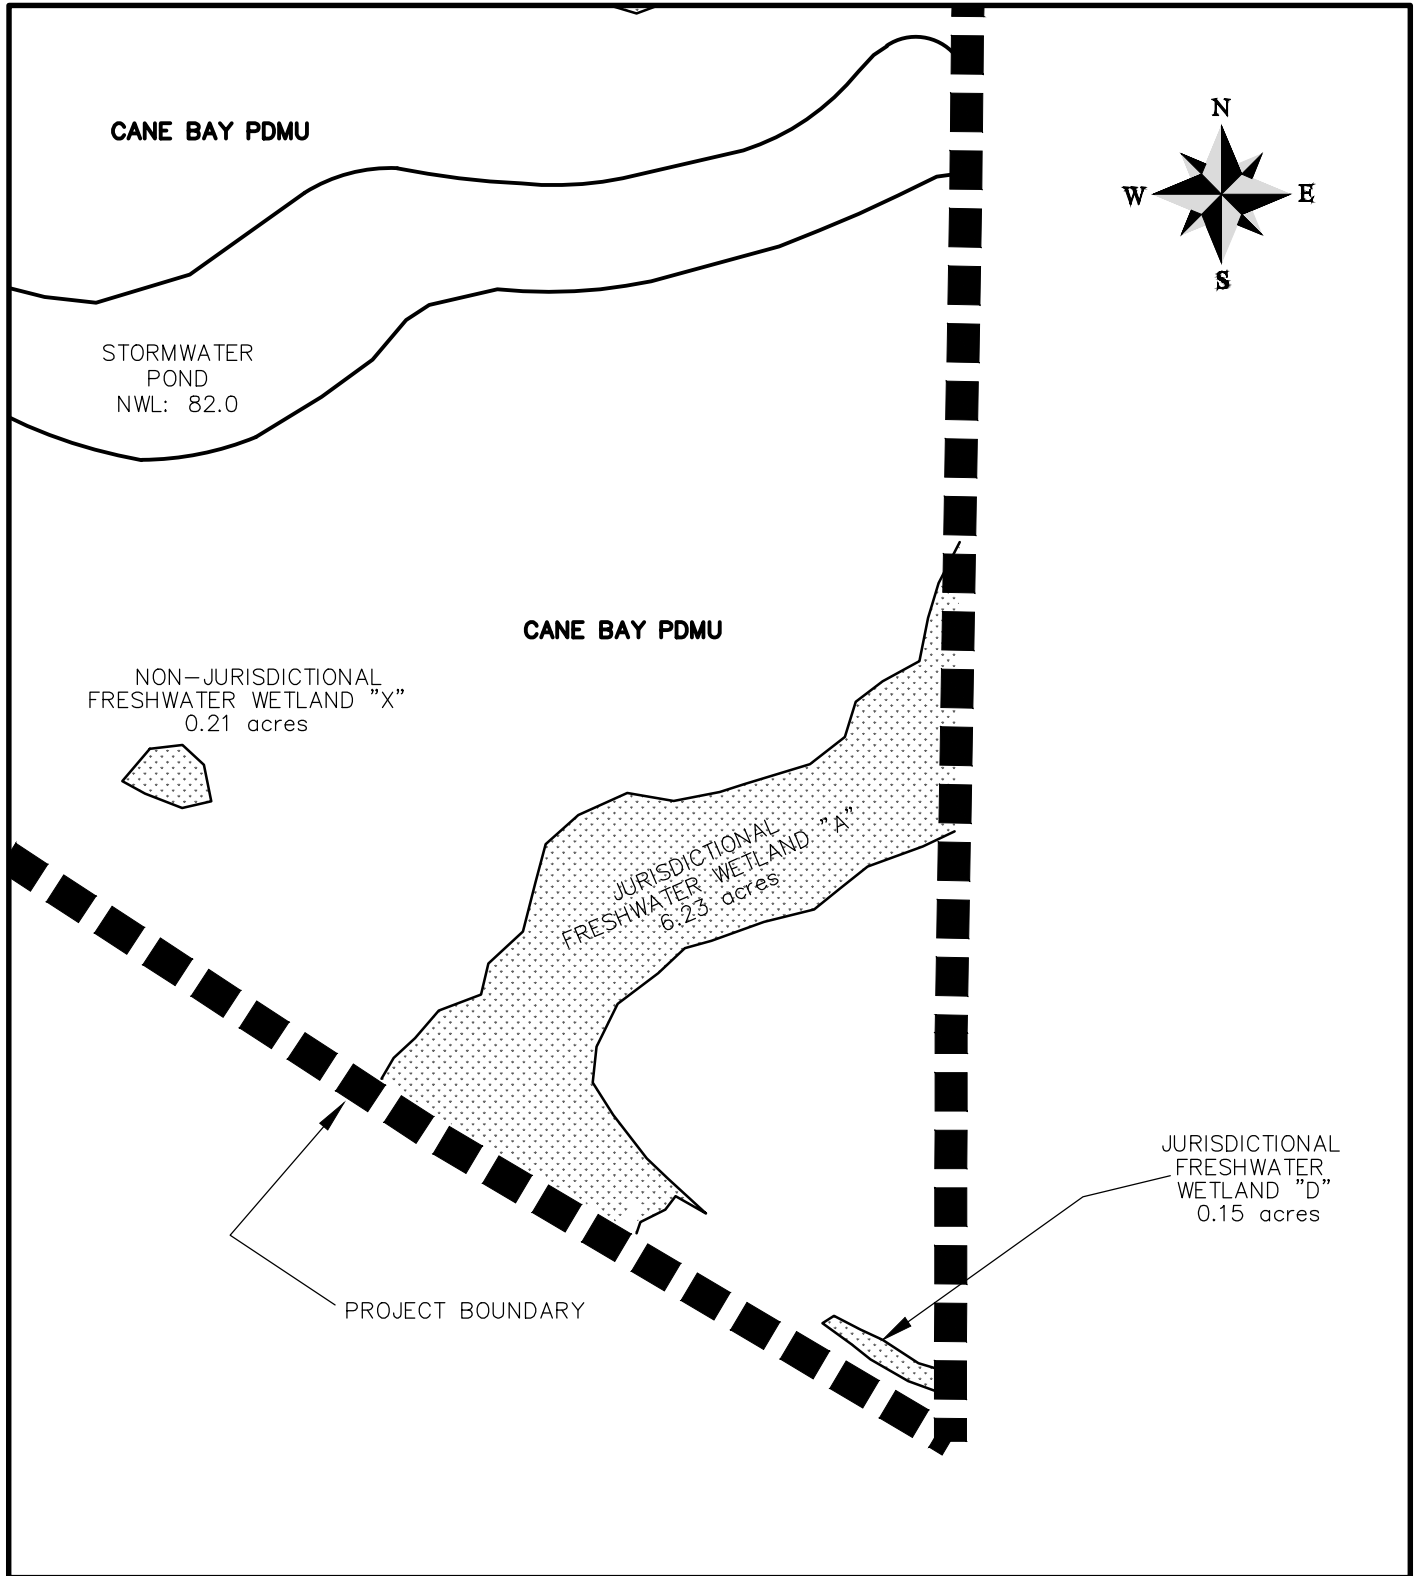 CANE BAY PDMU
N
W
E
S
STORMWATER
POND
NWL: 82.0
CANE BAY PDMU
NON-JURISDICTIONAL
FRESHWATER WETLAND "X"
0.21 acres
JURISDICTIONAL
FRESHWATER WETLAND "A"
6.23 acres
JURISDICTIONAL
FRESHWATER
WETLAND "D"
0.15 acres
PROJECT BOUNDARY